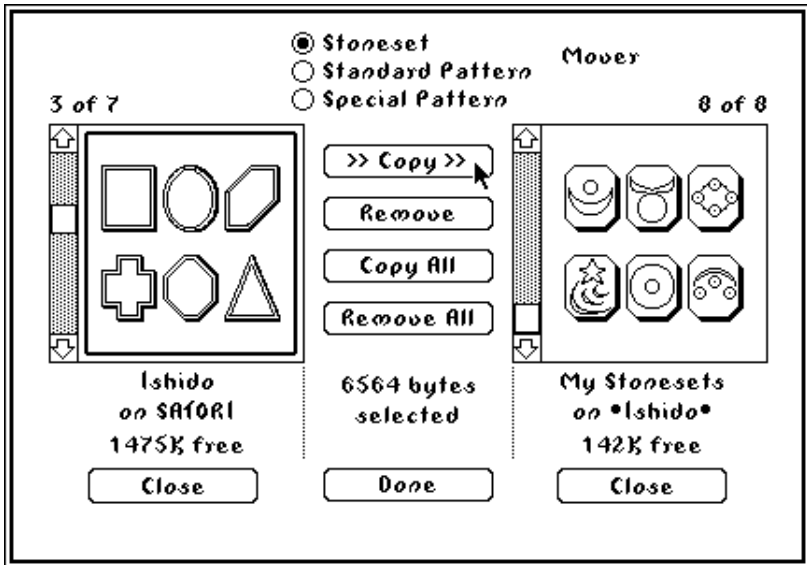 Stoneset
Standard Pattern
Special Pattern
Mover
3 of 7
8 of 8
>> Copy >>
Remove
Copy All
Remove All
Ishido
on SATORI
1475K free
6564 bytes
selected
My Stonesets
on •Ishido•
142K free
Close
Done
Close